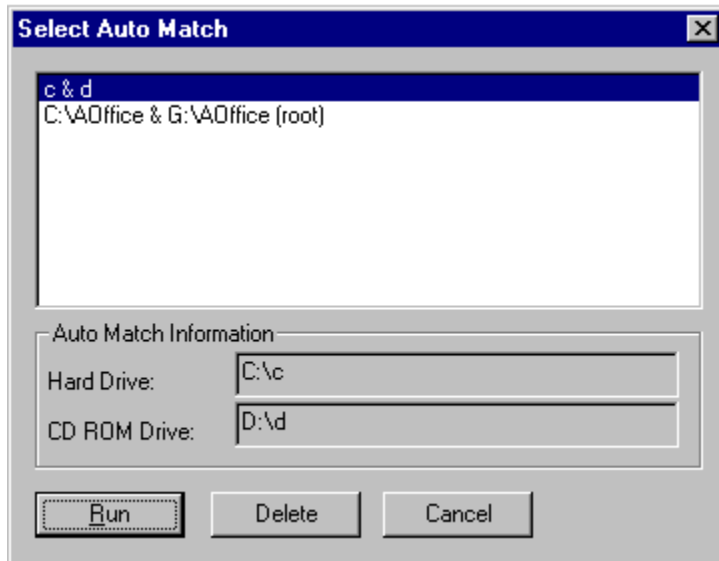 Select Auto Match
c & d
C:\AOffice & G:\AOffice (root)
Auto Match Information
Hard Drive: C:\c
CD ROM Drive: D:\d
Run Delete Cancel